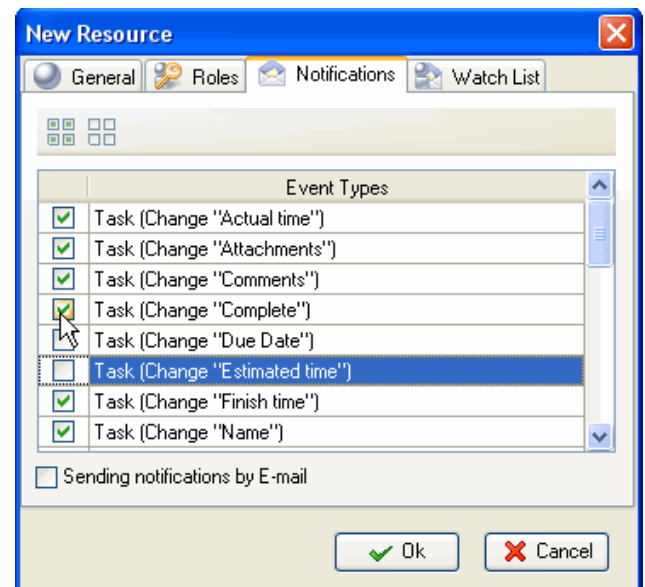 New Resource
General Roles Notifications Watch List
Event Types
Task (Change "Actual time")
Task (Change "Attachments")
Task (Change "Comments")
Task (Change "Complete")
Task (Change "Due Date")
Task (Change "Estimated time")
Task (Change "Finish time")
Task (Change "Name")
Sending notifications by E-mail
Ok Cancel